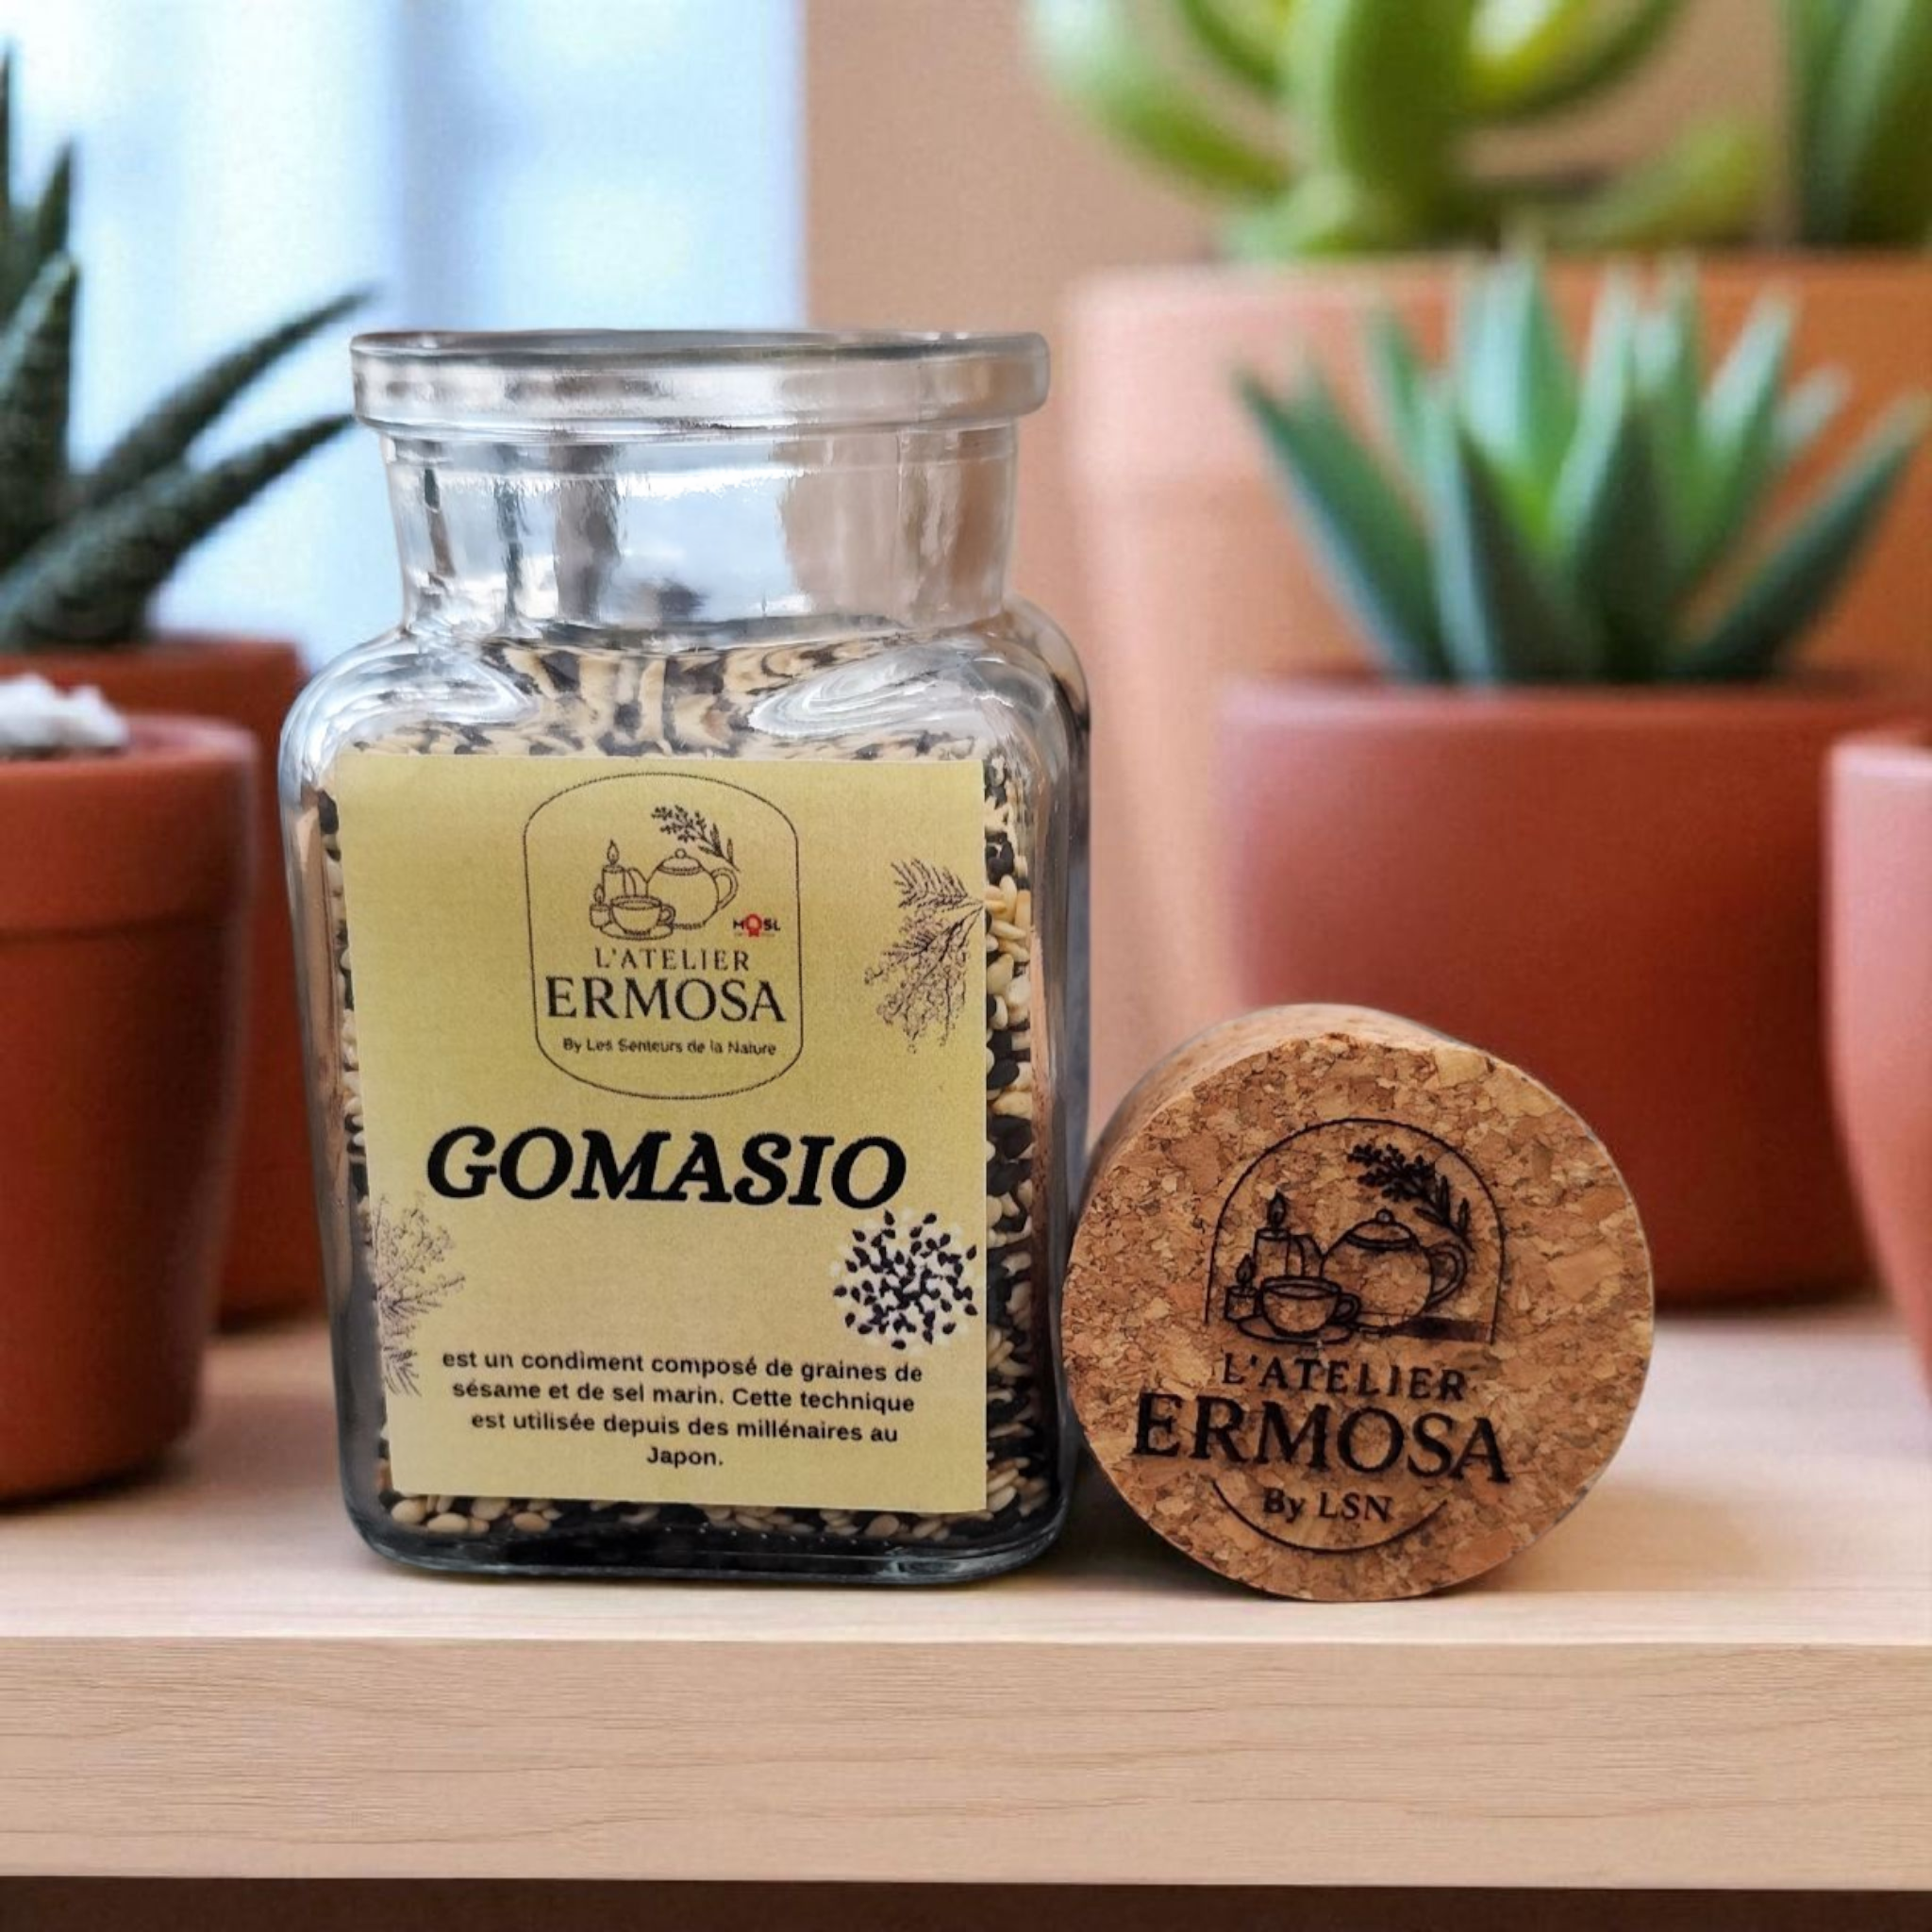 MOSL
L'ATELIER
ERMOSA
By Les Senteurs de la Nature
GOMASIO
est un condiment composé de graines de
sésame et de sel marin. Cette technique
est utilisée depuis des millénaires au
Japon.
L'ATELIER
ERMOSA
By LSN